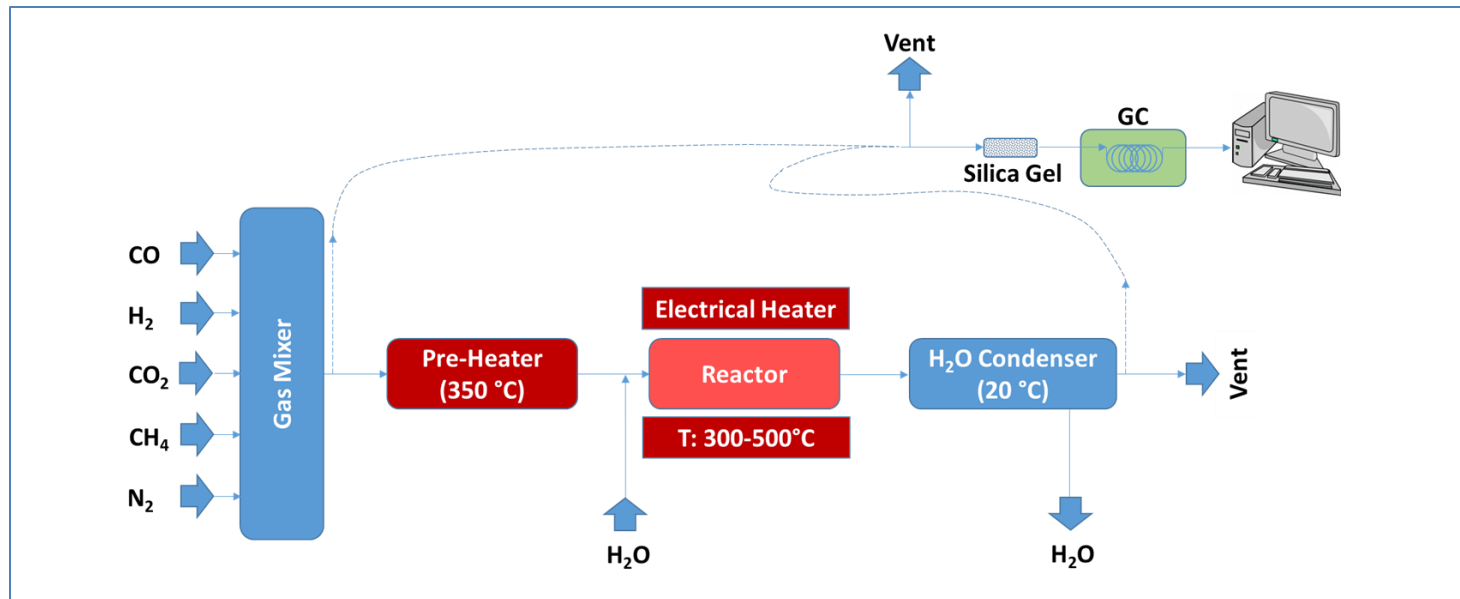 Vent
GC
Silica Gel
CO
H₂
CO₂
CH₄
N₂
Gas Mixer
Pre-Heater
(350 °C)
Electrical Heater
Reactor
T: 300-500°C
H₂O Condenser
(20 °C)
Vent
H₂O
H₂O